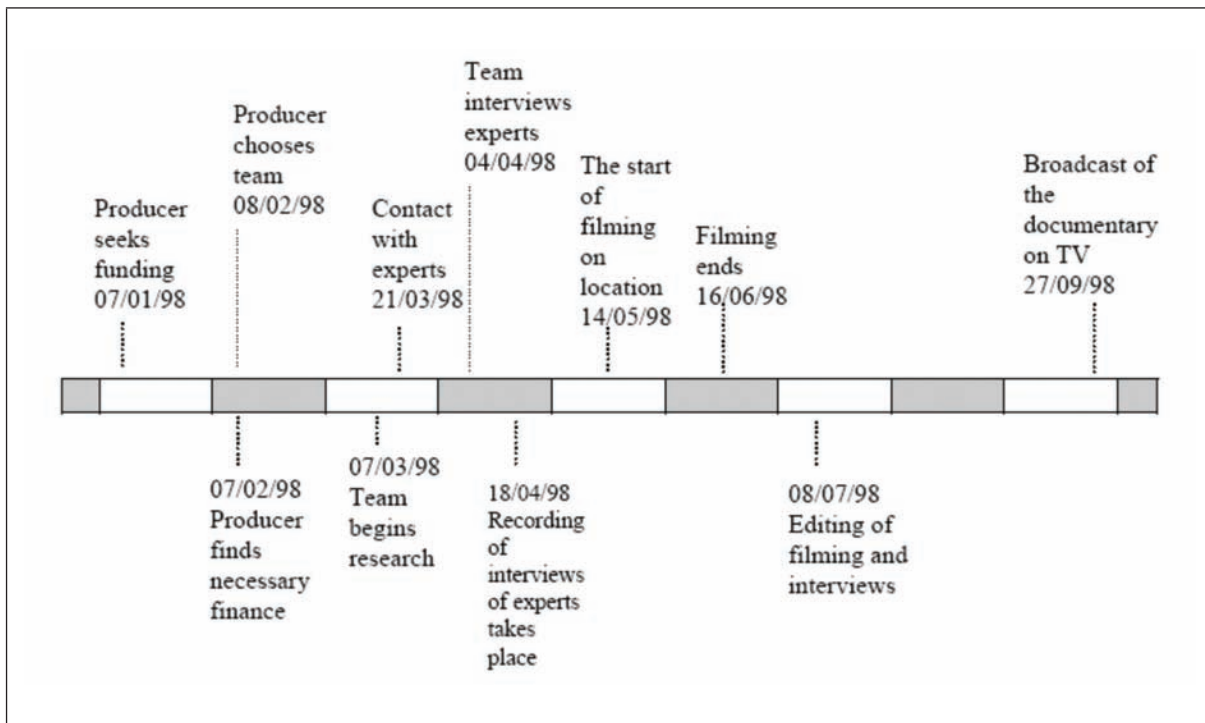 Producer
seeks
funding
07/01/98
Producer
chooses
team
08/02/98
Contact
with
experts
21/03/98
Team
interviews
experts
04/04/98
The start
of
filming
on
location
14/05/98
Filming
ends
16/06/98
Broadcast of
the
documentary
on TV
27/09/98
07/02/98
Producer
finds
necessary
finance
07/03/98
Team
begins
research
18/04/98
Recording
of
interviews
of experts
takes
place
08/07/98
Editing of
filming and
interviews